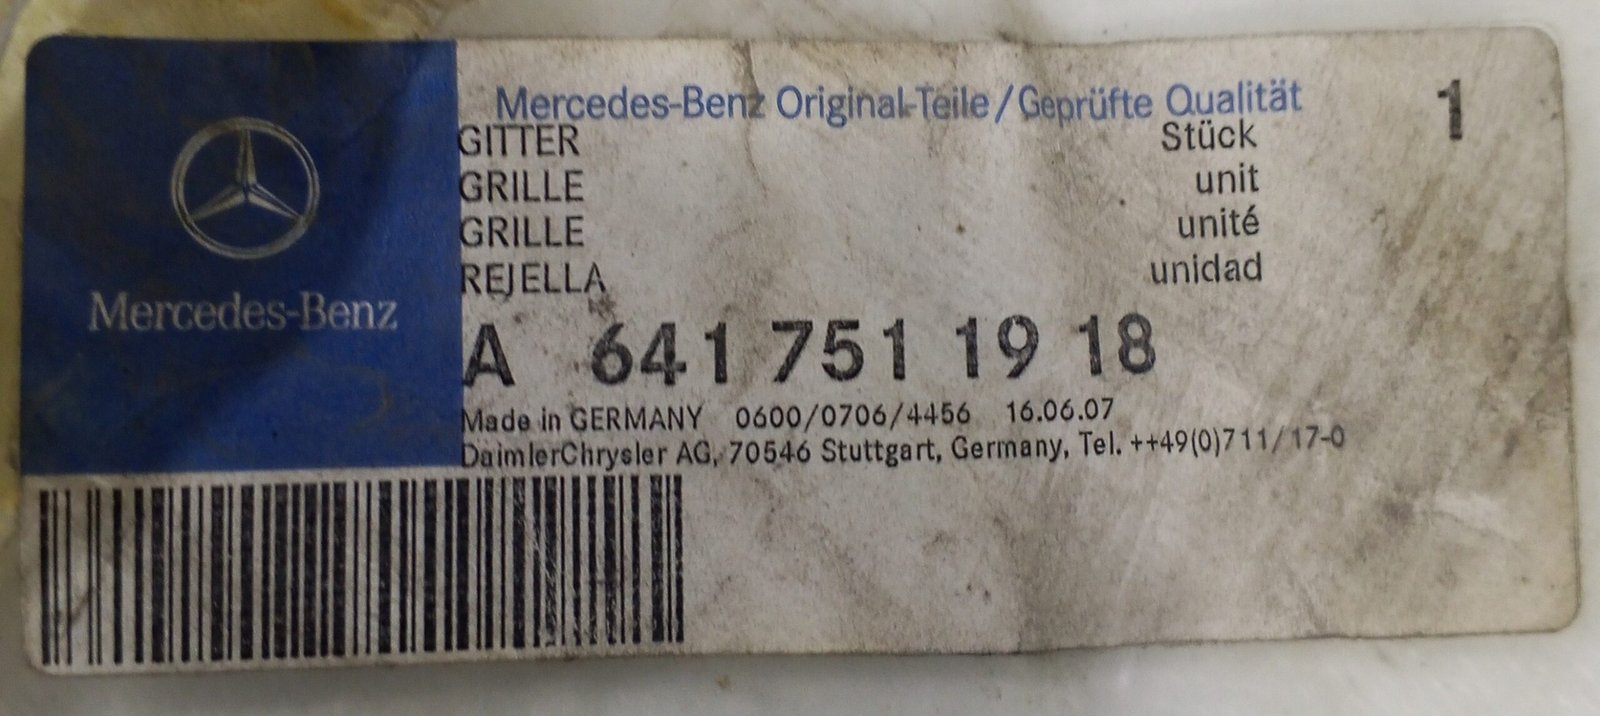 Mercedes-Benz
Mercedes-Benz Original-Teile/Geprüfte Qualität
GITTER Stück 1
GRILLE unit
GRILLE unité
REJELLA unidad
A 641 751 19 18
Made in GERMANY 0600/0706/4456 16.06.07
DaimlerChrysler AG, 70546 Stuttgart, Germany, Tel. ++49(0)711/17-0